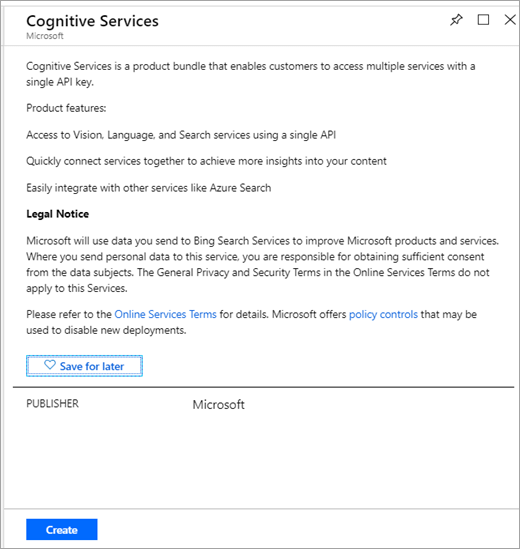 Cognitive Services
Microsoft
Cognitive Services is a product bundle that enables customers to access multiple services with a
single API key.
Product features:
Access to Vision, Language, and Search services using a single API
Quickly connect services together to achieve more insights into your content
Easily integrate with other services like Azure Search
Legal Notice
Microsoft will use data you send to Bing Search Services to improve Microsoft products and services.
Where you send personal data to this service, you are responsible for obtaining sufficient consent
from the data subjects. The General Privacy and Security Terms in the Online Services Terms do not
apply to this Services.
Please refer to the Online Services Terms for details. Microsoft offers policy controls that may be
used to disable new deployments.
Save for later
PUBLISHER Microsoft
Create